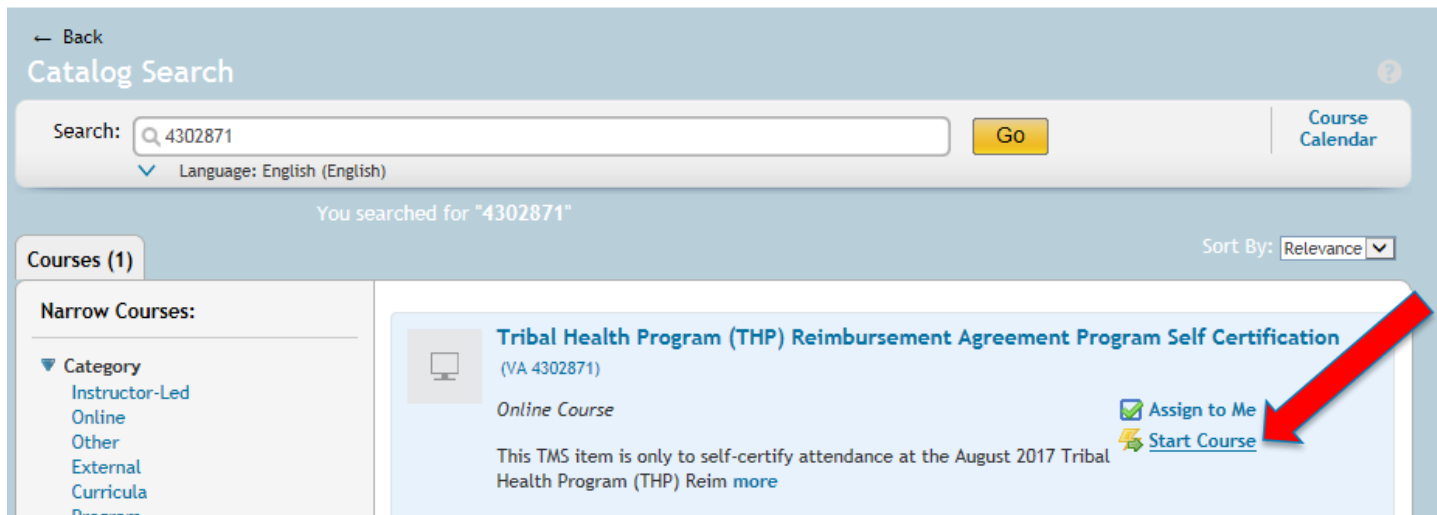 ← Back
Catalog Search
?
Search: 4302871 Go
Course
Calendar
Language: English (English)
You searched for "4302871"
Courses (1)
Sort By: Relevance
Narrow Courses:
Category
Instructor-Led
Online
Other
External
Curricula
Program
Tribal Health Program (THP) Reimbursement Agreement Program Self Certification
(VA 4302871)
Online Course
Assign to Me
Start Course
This TMS item is only to self-certify attendance at the August 2017 Tribal
Health Program (THP) Reim more